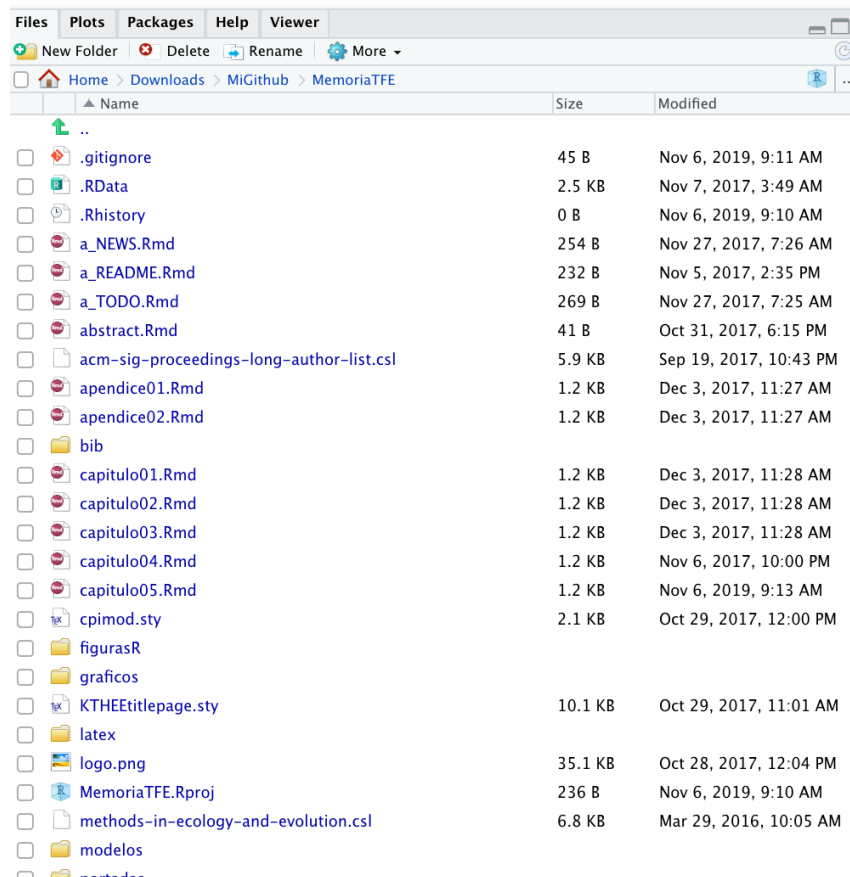 Files Plots Packages Help Viewer
New Folder Delete Rename More
Home > Downloads > MiGithub > MemoriaTFE
Name Size Modified
..
.gitignore 45 B Nov 6, 2019, 9:11 AM
.RData 2.5 KB Nov 7, 2017, 3:49 AM
.Rhistory 0 B Nov 6, 2019, 9:10 AM
a_NEWS.Rmd 254 B Nov 27, 2017, 7:26 AM
a_README.Rmd 232 B Nov 5, 2017, 2:35 PM
a_TODO.Rmd 269 B Nov 27, 2017, 7:25 AM
abstract.Rmd 41 B Oct 31, 2017, 6:15 PM
acm-sig-proceedings-long-author-list.csl 5.9 KB Sep 19, 2017, 10:43 PM
apendice01.Rmd 1.2 KB Dec 3, 2017, 11:27 AM
apendice02.Rmd 1.2 KB Dec 3, 2017, 11:27 AM
bib
capitulo01.Rmd 1.2 KB Dec 3, 2017, 11:28 AM
capitulo02.Rmd 1.2 KB Dec 3, 2017, 11:28 AM
capitulo03.Rmd 1.2 KB Dec 3, 2017, 11:28 AM
capitulo04.Rmd 1.2 KB Nov 6, 2017, 10:00 PM
capitulo05.Rmd 1.2 KB Nov 6, 2019, 9:13 AM
cpimod.sty 2.1 KB Oct 29, 2017, 12:00 PM
figurasR
graficos
KTHEEtitlepage.sty 10.1 KB Oct 29, 2017, 11:01 AM
latex
logo.png 35.1 KB Oct 28, 2017, 12:04 PM
MemoriaTFE.Rproj 236 B Nov 6, 2019, 9:10 AM
methods-in-ecology-and-evolution.csl 6.8 KB Mar 29, 2016, 10:05 AM
modelos